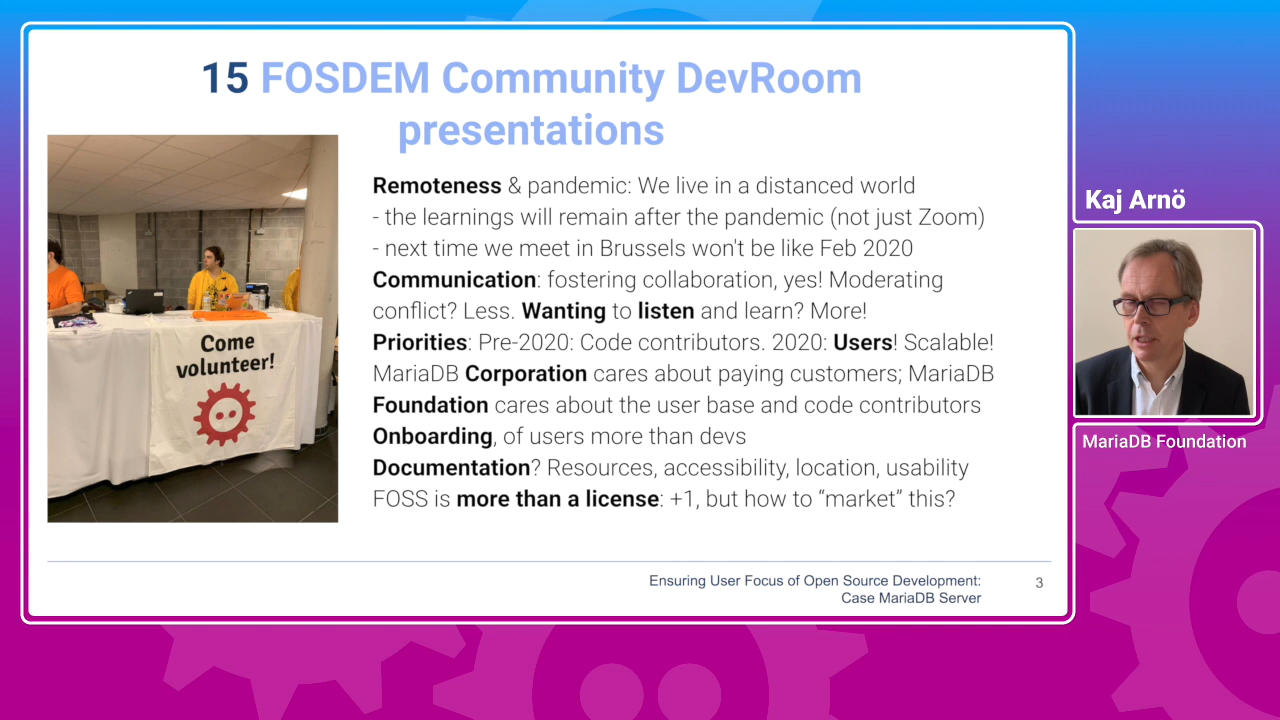 15 FOSDEM Community DevRoom
presentations
Come
volunteer!
Remoteness & pandemic: We live in a distanced world
- the learnings will remain after the pandemic (not just Zoom)
- next time we meet in Brussels won't be like Feb 2020
Communication: fostering collaboration, yes! Moderating
conflict? Less. Wanting to listen and learn? More!
Priorities: Pre-2020: Code contributors. 2020: Users! Scalable!
MariaDB Corporation cares about paying customers; MariaDB
Foundation cares about the user base and code contributors
Onboarding, of users more than devs
Documentation? Resources, accessibility, location, usability
FOSS is more than a license: +1, but how to “market” this?
Ensuring User Focus of Open Source Development:
Case MariaDB Server
3
Kaj Arnö
MariaDB Foundation